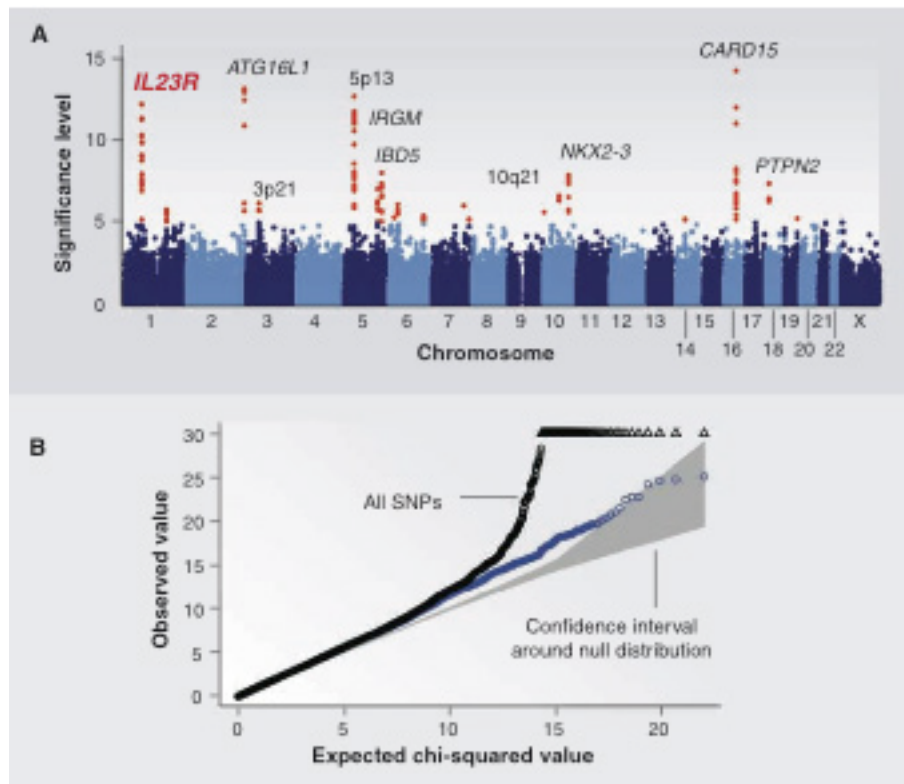 A
Significance level
15
10
5
0
IL23R
ATG16L1
3p21
5p13
IRGM
IBD5
10q21
NKX2-3
CARD15
PTPN2
1 2 3 4 5 6 7 8 9 10 11 12 13 15 17 19 21 X
14 16 18 20 22
Chromosome
B
Observed value
30
25
20
15
10
5
0
All SNPs
Confidence interval
around null distribution
0 5 10 15 20
Expected chi-squared value